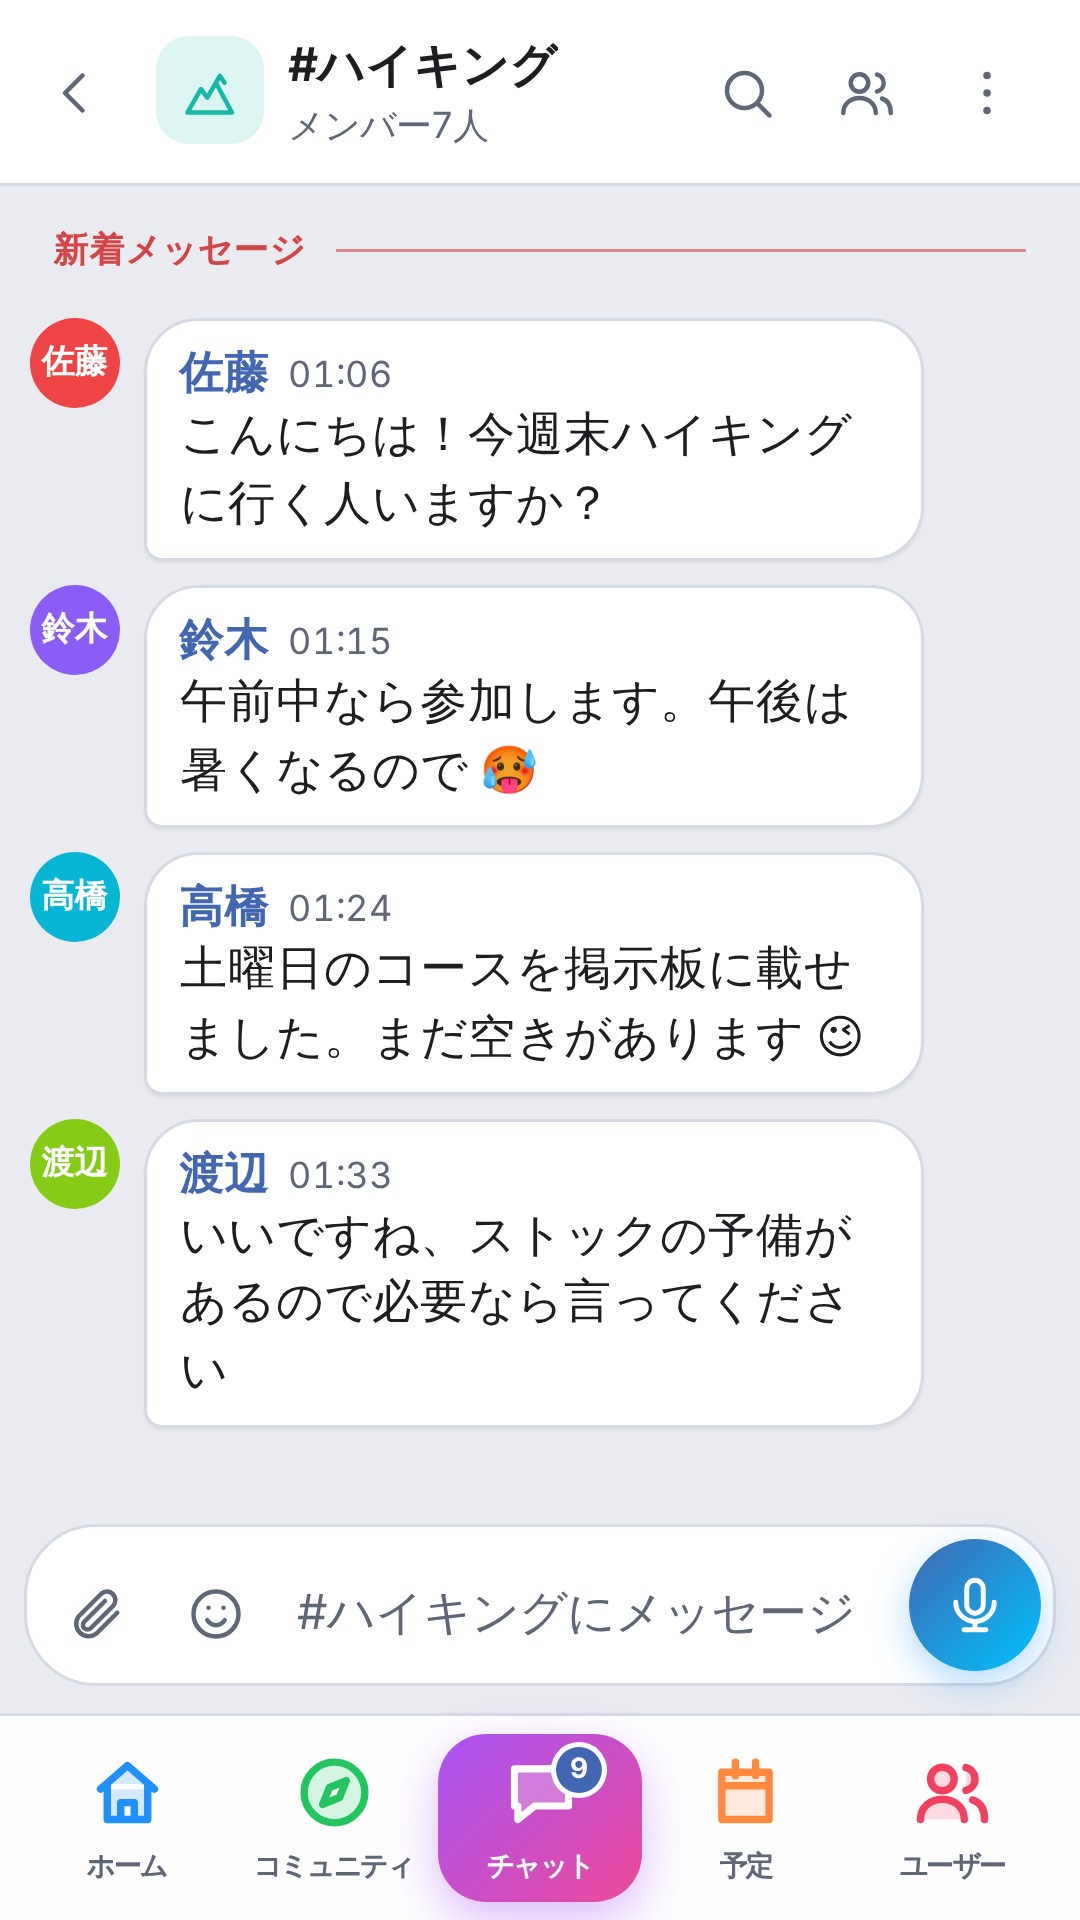 #ハイキング
メンバー7人
新着メッセージ
佐藤
佐藤 01:06
こんにちは！今週末ハイキング
に行く人いますか？
鈴木
鈴木 01:15
午前中なら参加します。午後は
暑くなるので 🥵
高橋
高橋 01:24
土曜日のコースを掲示板に載せ
ました。まだ空きがあります 😉
渡辺
渡辺 01:33
いいですね、ストックの予備が
あるので必要なら言ってくださ
い
#ハイキングにメッセージ
9
ホーム
コミュニティ
チャット
予定
ユーザー